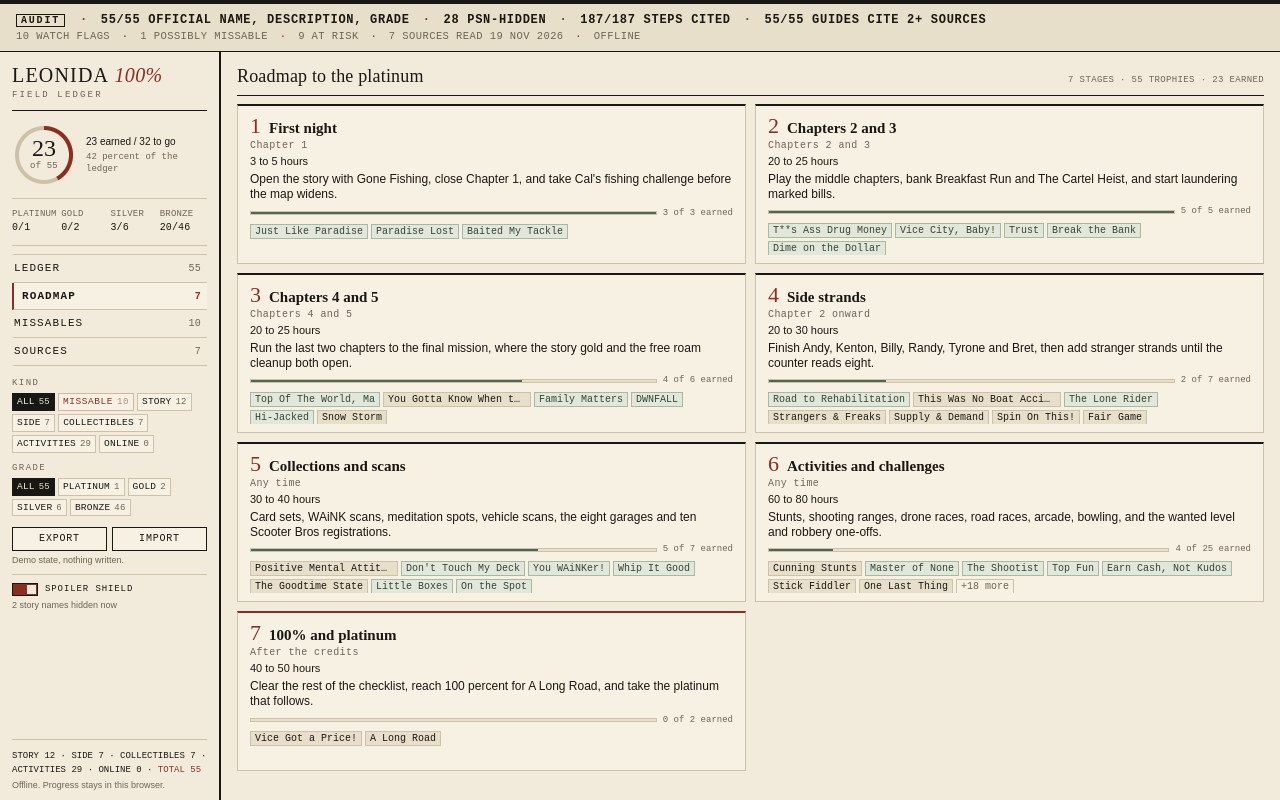 AUDIT · 55/55 OFFICIAL NAME, DESCRIPTION, GRADE · 28 PSN-HIDDEN · 187/187 STEPS CITED · 55/55 GUIDES CITE 2+ SOURCES
10 WATCH FLAGS · 1 POSSIBLY MISSABLE · 9 AT RISK · 7 SOURCES READ 19 NOV 2026 · OFFLINE
LEONIDA 100%
FIELD LEDGER
23
of 55
23 earned / 32 to go
42 percent of the
ledger
PLATINUM GOLD SILVER BRONZE
0/1 0/2 3/6 20/46
LEDGER 55
ROADMAP 7
MISSABLES 10
SOURCES 7
KIND
ALL 55 MISSABLE 10 STORY 12
SIDE 7 COLLECTIBLES 7
ACTIVITIES 29 ONLINE 0
GRADE
ALL 55 PLATINUM 1 GOLD 2
SILVER 6 BRONZE 46
EXPORT IMPORT
Demo state, nothing written.
SPOILER SHIELD
2 story names hidden now
STORY 12 · SIDE 7 · COLLECTIBLES 7 ·
ACTIVITIES 29 · ONLINE 0 · TOTAL 55
Offline. Progress stays in this browser.
Roadmap to the platinum
7 STAGES · 55 TROPHIES · 23 EARNED
1 First night
Chapter 1
3 to 5 hours
Open the story with Gone Fishing, close Chapter 1, and take Cal's fishing challenge before
the map widens.
3 of 3 earned
Just Like Paradise Paradise Lost Baited My Tackle
2 Chapters 2 and 3
Chapters 2 and 3
20 to 25 hours
Play the middle chapters, bank Breakfast Run and The Cartel Heist, and start laundering
marked bills.
5 of 5 earned
T**s Ass Drug Money Vice City, Baby! Trust Break the Bank
Dime on the Dollar
3 Chapters 4 and 5
Chapters 4 and 5
20 to 25 hours
Run the last two chapters to the final mission, where the story gold and the free roam
cleanup both open.
4 of 6 earned
Top Of The World, Ma You Gotta Know When t… Family Matters DWNFALL
Hi-Jacked Snow Storm
4 Side strands
Chapter 2 onward
20 to 30 hours
Finish Andy, Kenton, Billy, Randy, Tyrone and Bret, then add stranger strands until the
counter reads eight.
2 of 7 earned
Road to Rehabilitation This Was No Boat Acci… The Lone Rider
Strangers & Freaks Supply & Demand Spin On This! Fair Game
5 Collections and scans
Any time
30 to 40 hours
Card sets, WAiNK scans, meditation spots, vehicle scans, the eight garages and ten
Scooter Bros registrations.
5 of 7 earned
Positive Mental Attit… Don't Touch My Deck You WAiNKer! Whip It Good
The Goodtime State Little Boxes On the Spot
6 Activities and challenges
Any time
60 to 80 hours
Stunts, shooting ranges, drone races, road races, arcade, bowling, and the wanted level
and robbery one-offs.
4 of 25 earned
Cunning Stunts Master of None The Shootist Top Fun Earn Cash, Not Kudos
Stick Fiddler One Last Thing +18 more
7 100% and platinum
After the credits
40 to 50 hours
Clear the rest of the checklist, reach 100 percent for A Long Road, and take the platinum
that follows.
0 of 2 earned
Vice Got a Price! A Long Road